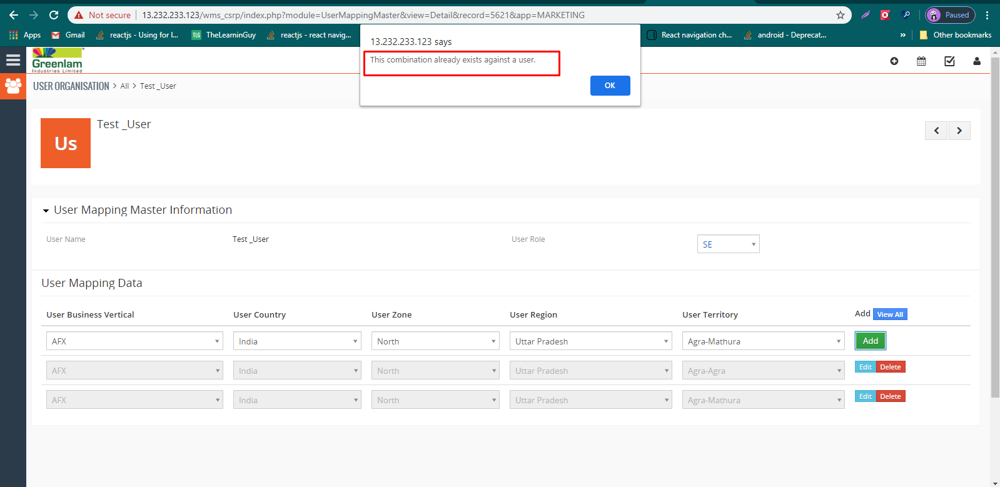 Not secure 13.232.233.123/wms_csrp/index.php?module=UserMappingMaster&view=Detail&record=5621&app=MARKETING Paused
Apps Gmail reactjs - Using for l... TLG TheLearningGuy reactjs - react navig... React navigation ch... android - Deprecat... » Other bookmarks
13.232.233.123 says
This combination already exists against a user.
OK
Greenlam
Industries Limited
USER ORGANISATION > All > Test _User
Us
Test _User
User Mapping Master Information
User Name Test _User User Role SE
User Mapping Data
User Business Vertical User Country User Zone User Region User Territory Add View All
AFX India North Uttar Pradesh Agra-Mathura Add
AFX India North Uttar Pradesh Agra-Agra Edit Delete
AFX India North Uttar Pradesh Agra-Mathura Edit Delete